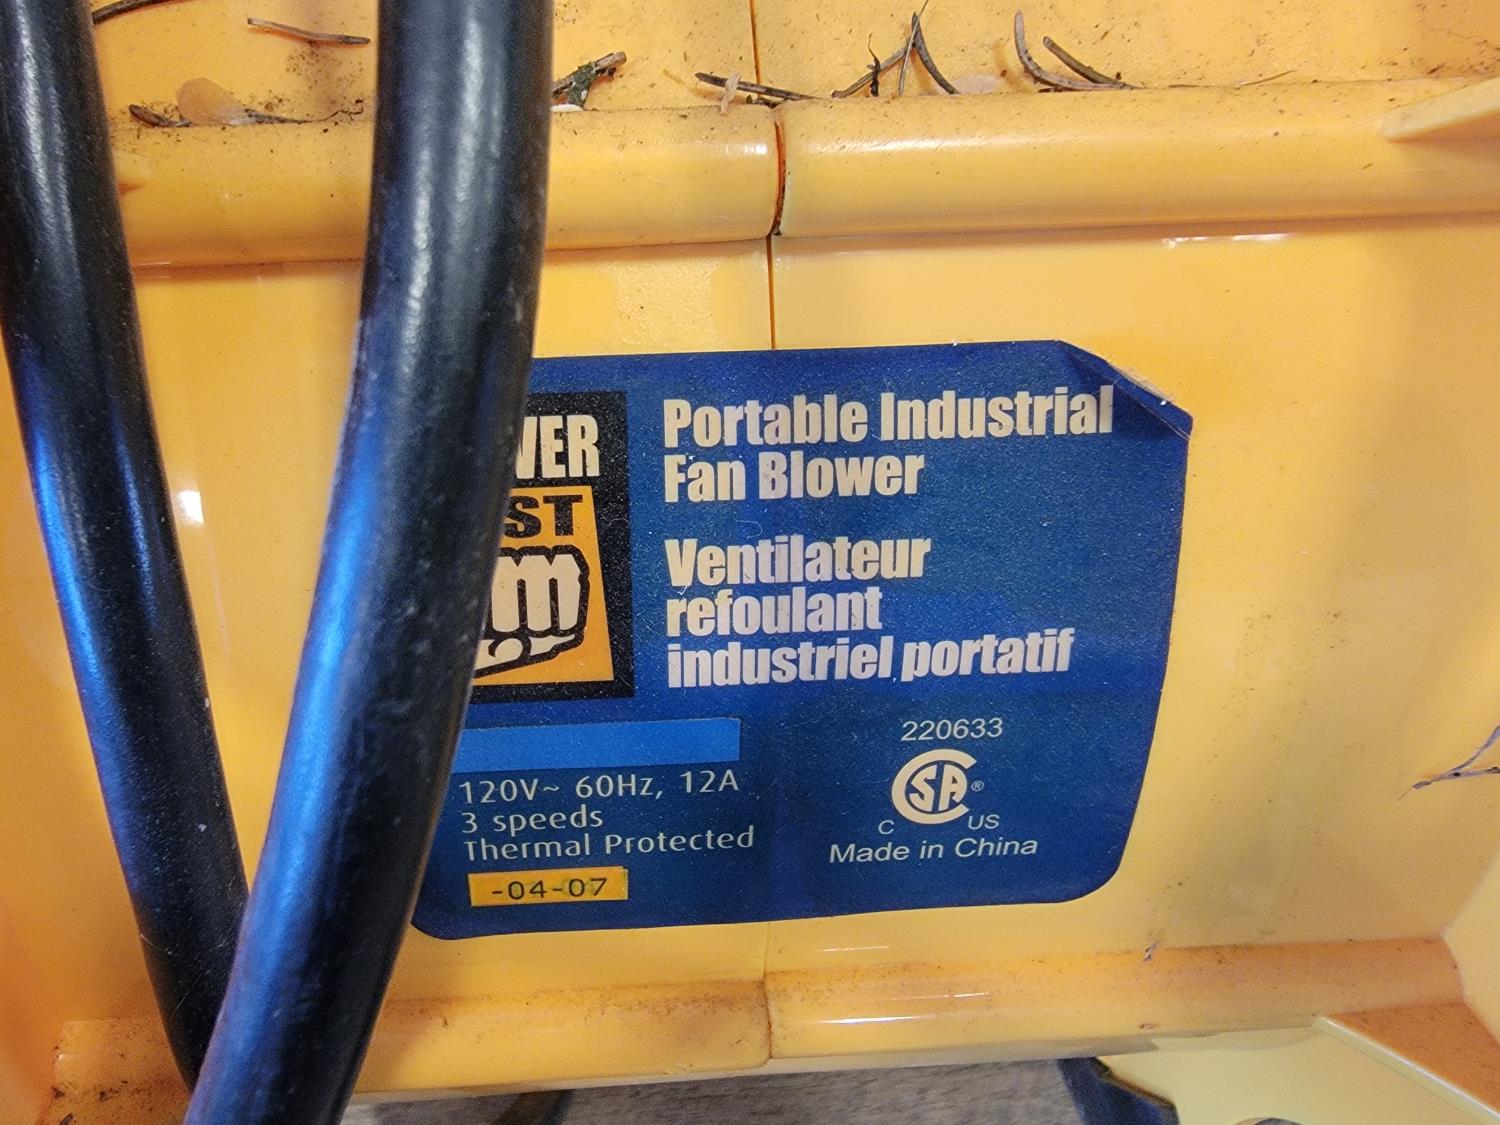 VER
ST
Portable Industrial
Fan Blower
Ventilateur
refoulant
industriel portatif
120V~ 60Hz, 12A
3 speeds
Thermal Protected
-04-07
220633
CSA®
C US
Made in China